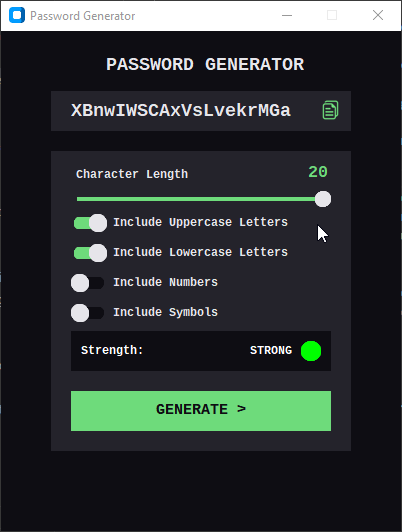 Password Generator
PASSWORD GENERATOR
XBnwIWSCAxVsLvekrMGa
Character Length 20
Include Uppercase Letters
Include Lowercase Letters
Include Numbers
Include Symbols
Strength: STRONG
GENERATE >